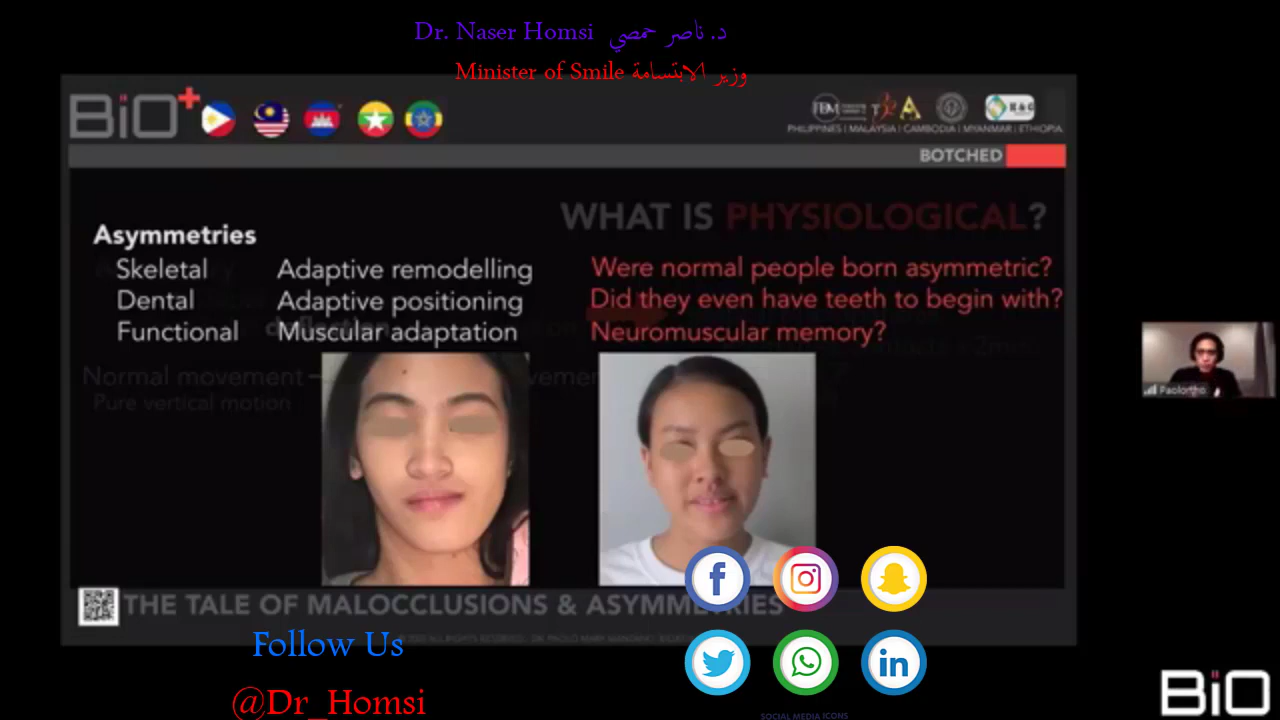 Dr. Naser Homsi د. ناصر حمصي
Minister of Smile وزير الابتسامة
BiO+
PHILIPPINES | MALAYSIA | CAMBODIA | MYANMAR | ETHIOPIA
BOTCHED
WHAT IS PHYSIOLOGICAL?
Asymmetries
Skeletal Adaptive remodelling Were normal people born asymmetric?
Dental Adaptive positioning Did they even have teeth to begin with?
Functional Muscular adaptation Neuromuscular memory?
Normal movement
Pure vertical motion
Paolortho
THE TALE OF MALOCCLUSIONS & ASYMMETRIES
Follow Us
@Dr_Homsi
in
SOCIAL MEDIA ICONS
BiO